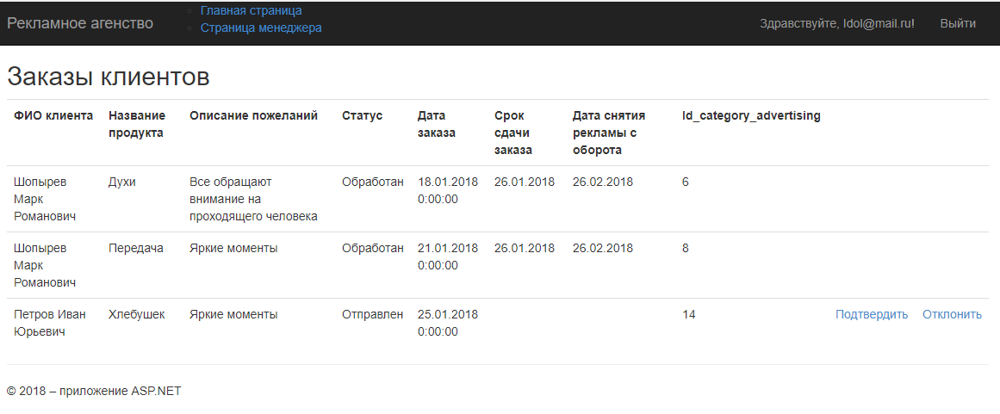 Рекламное агенство
Главная страница
Страница менеджера
Здравствуйте, Idol@mail.ru!
Выйти
Заказы клиентов
ФИО клиента
Название
продукта
Описание пожеланий
Статус
Дата
заказа
Срок
сдачи
заказа
Дата снятия
рекламы с
оборота
Id_category_advertising
Шопырев
Марк
Романович
Духи
Все обращают
внимание на
проходящего человека
Обработан
18.01.2018
0:00:00
26.01.2018
26.02.2018
6
Шопырев
Марк
Романович
Передача
Яркие моменты
Обработан
21.01.2018
0:00:00
26.01.2018
26.02.2018
8
Петров Иван
Юрьевич
Хлебушек
Яркие моменты
Отправлен
25.01.2018
0:00:00
14
Подтвердить
Отклонить
© 2018 – приложение ASP.NET